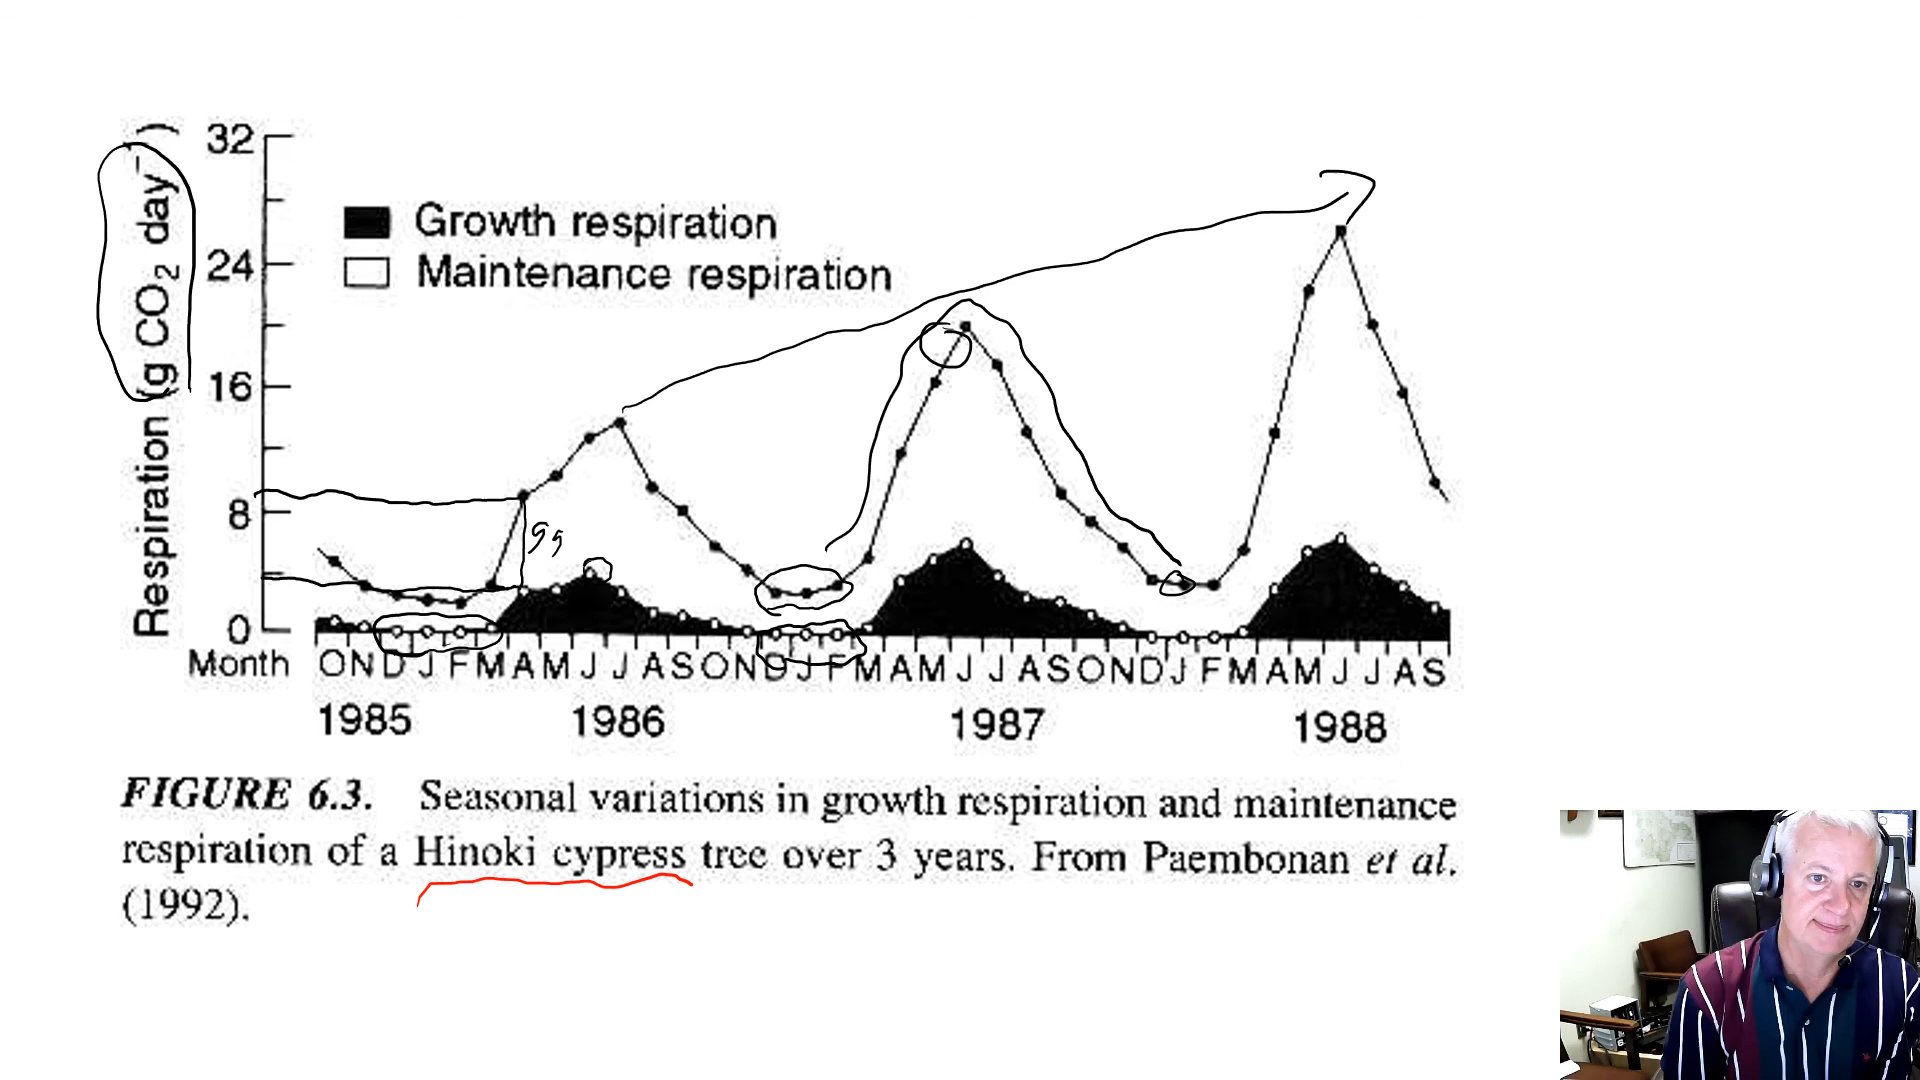 32
Growth respiration
24
Maintenance respiration
16
8
0
Respiration (g CO₂ day⁻)
Month O N D J F M A M J J A S O N D J F M A M J J A S O N D J F M A M J J A S
1985 1986 1987 1988
FIGURE 6.3. Seasonal variations in growth respiration and maintenance
respiration of a Hinoki cypress tree over 3 years. From Paembonan et al.
(1992).